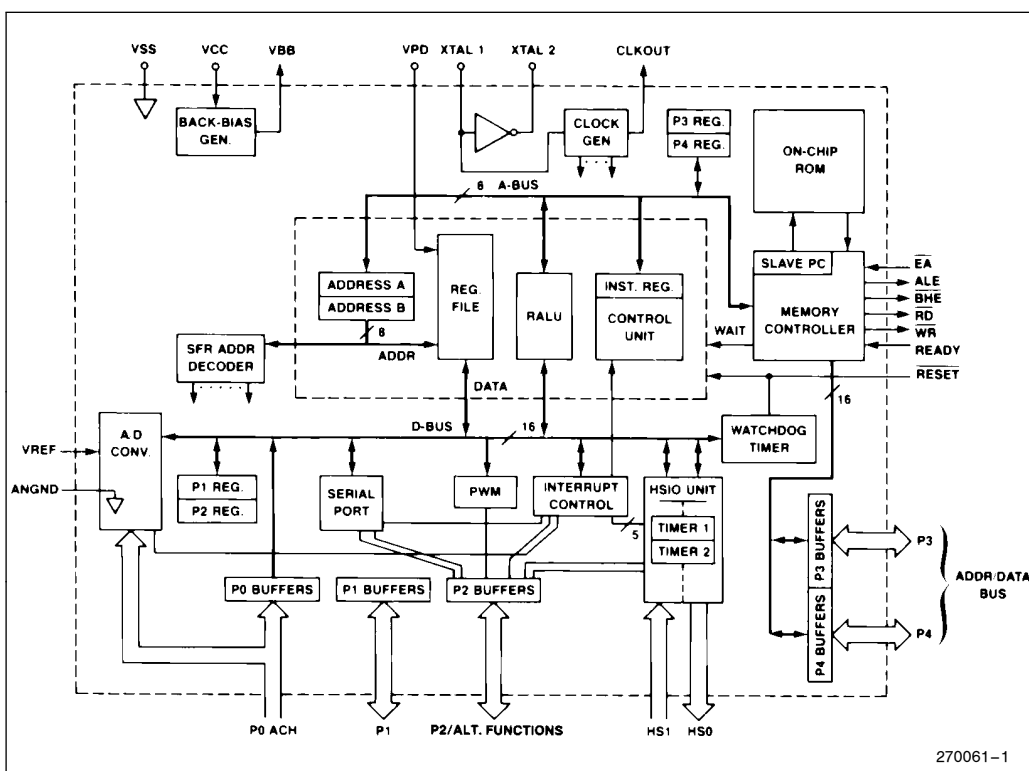 VSS VCC VBB VPD XTAL 1 XTAL 2 CLKOUT
BACK-BIAS
GEN.
CLOCK
GEN
P3 REG.
P4 REG.
ON-CHIP
ROM
8 A-BUS
ADDRESS A
ADDRESS B
8
ADDR
REG.
FILE
RALU
INST. REG.
CONTROL
UNIT
SLAVE PC
MEMORY
CONTROLLER
WAIT
EA
ALE
BHE
RD
WR
READY
RESET
16
SFR ADDR
DECODER
DATA
D-BUS
16
WATCHDOG
TIMER
VREF
ANGND
A.D
CONV.
P1 REG.
P2 REG.
SERIAL
PORT
PWM
INTERRUPT
CONTROL
5
HSIO UNIT
TIMER 1
TIMER 2
P0 BUFFERS
P1 BUFFERS
P2 BUFFERS
P3 BUFFERS
P4 BUFFERS
P3
P4
ADDR/DATA
BUS
P0 ACH P1 P2/ALT. FUNCTIONS HS1 HS0
270061-1